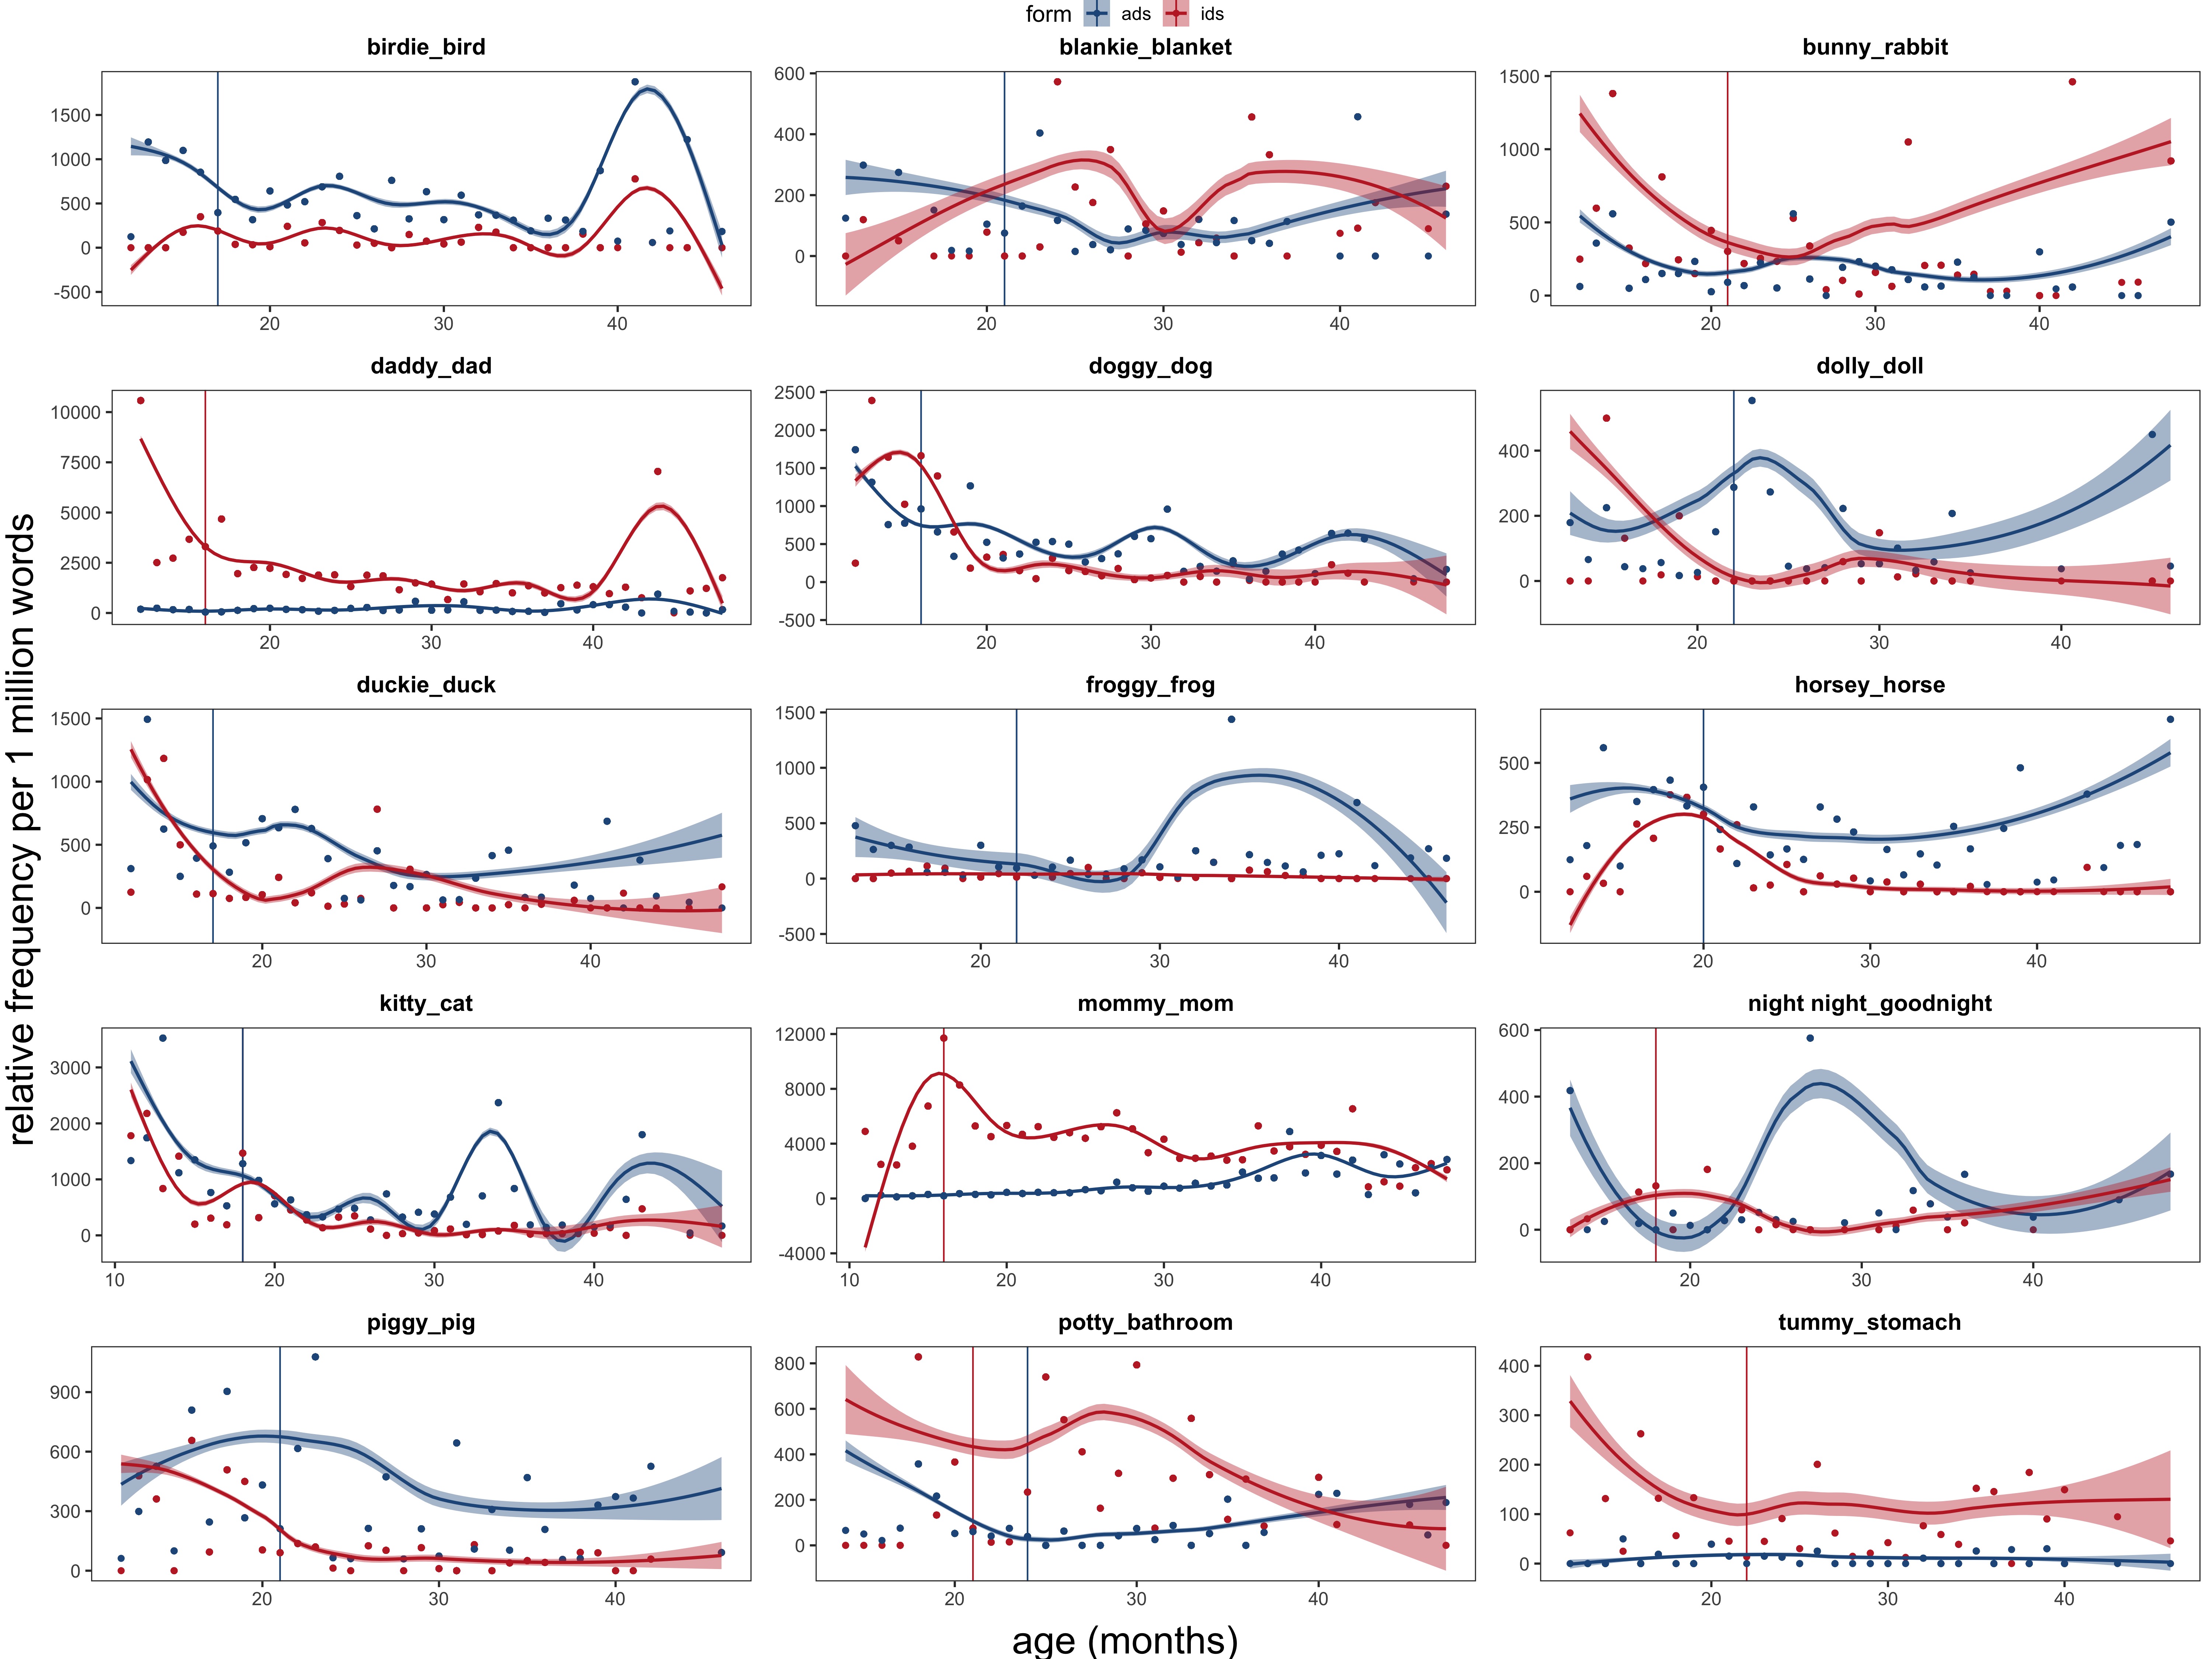 form ads ids
birdie_bird blankie_blanket bunny_rabbit
1500 1000 500 0 -500
20 30 40
600 400 200 0
20 30 40
1500 1000 500 0
20 30 40
daddy_dad doggy_dog dolly_doll
10000 7500 5000 2500 0
20 30 40
2500 2000 1500 1000 500 0 -500
20 30 40
400 200 0
20 30 40
duckie_duck froggy_frog horsey_horse
1500 1000 500 0
20 30 40
1500 1000 500 0 -500
20 30 40
500 250 0
20 30 40
kitty_cat mommy_mom night night_goodnight
3000 2000 1000 0
10 20 30 40
12000 8000 4000 0 -4000
10 20 30 40
600 400 200 0
20 30 40
piggy_pig potty_bathroom tummy_stomach
900 600 300 0
20 30 40
800 600 400 200 0
20 30 40
400 300 200 100 0
20 30 40
relative frequency per 1 million words
age (months)